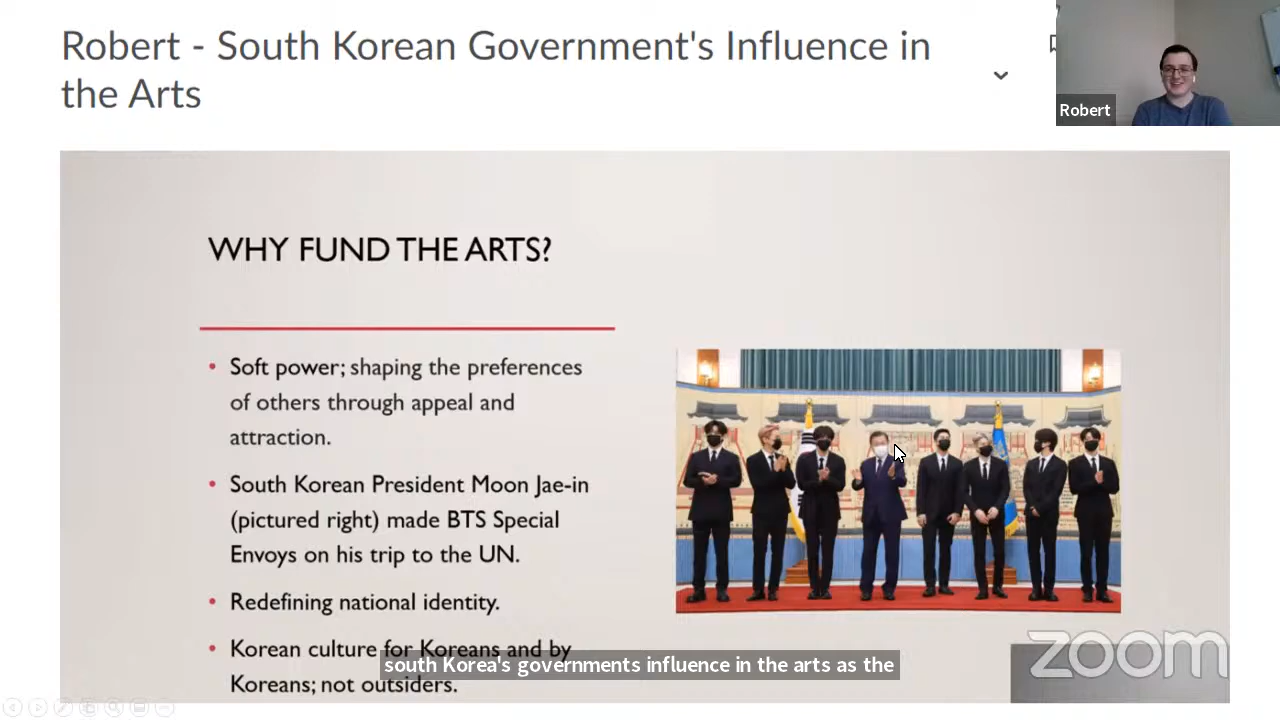 Robert - South Korean Government's Influence in
the Arts
Robert
WHY FUND THE ARTS?
• Soft power; shaping the preferences
of others through appeal and
attraction.
• South Korean President Moon Jae-in
(pictured right) made BTS Special
Envoys on his trip to the UN.
• Redefining national identity.
• Korean culture for Koreans and by
Koreans; not outsiders.
south Korea's governments influence in the arts as the
zoom